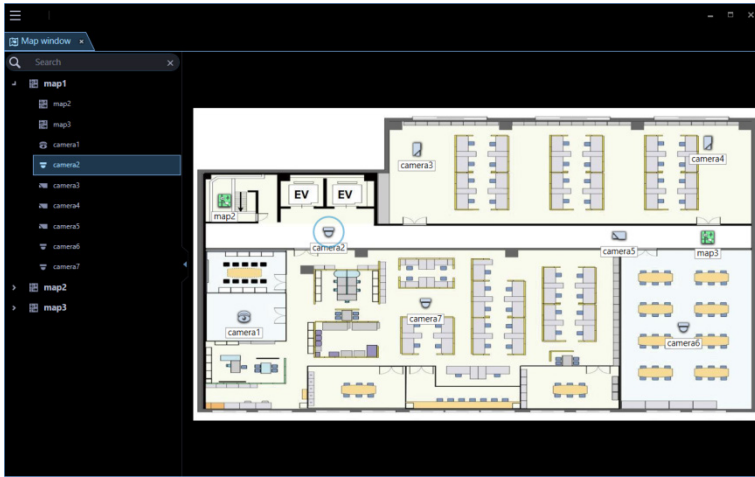 Map window
Search
map1
map2
map3
camera1
camera2
camera3
camera4
camera5
camera6
camera7
map2
map3
camera3
camera4
EV
EV
map2
camera2
camera5
map3
camera7
camera1
camera6